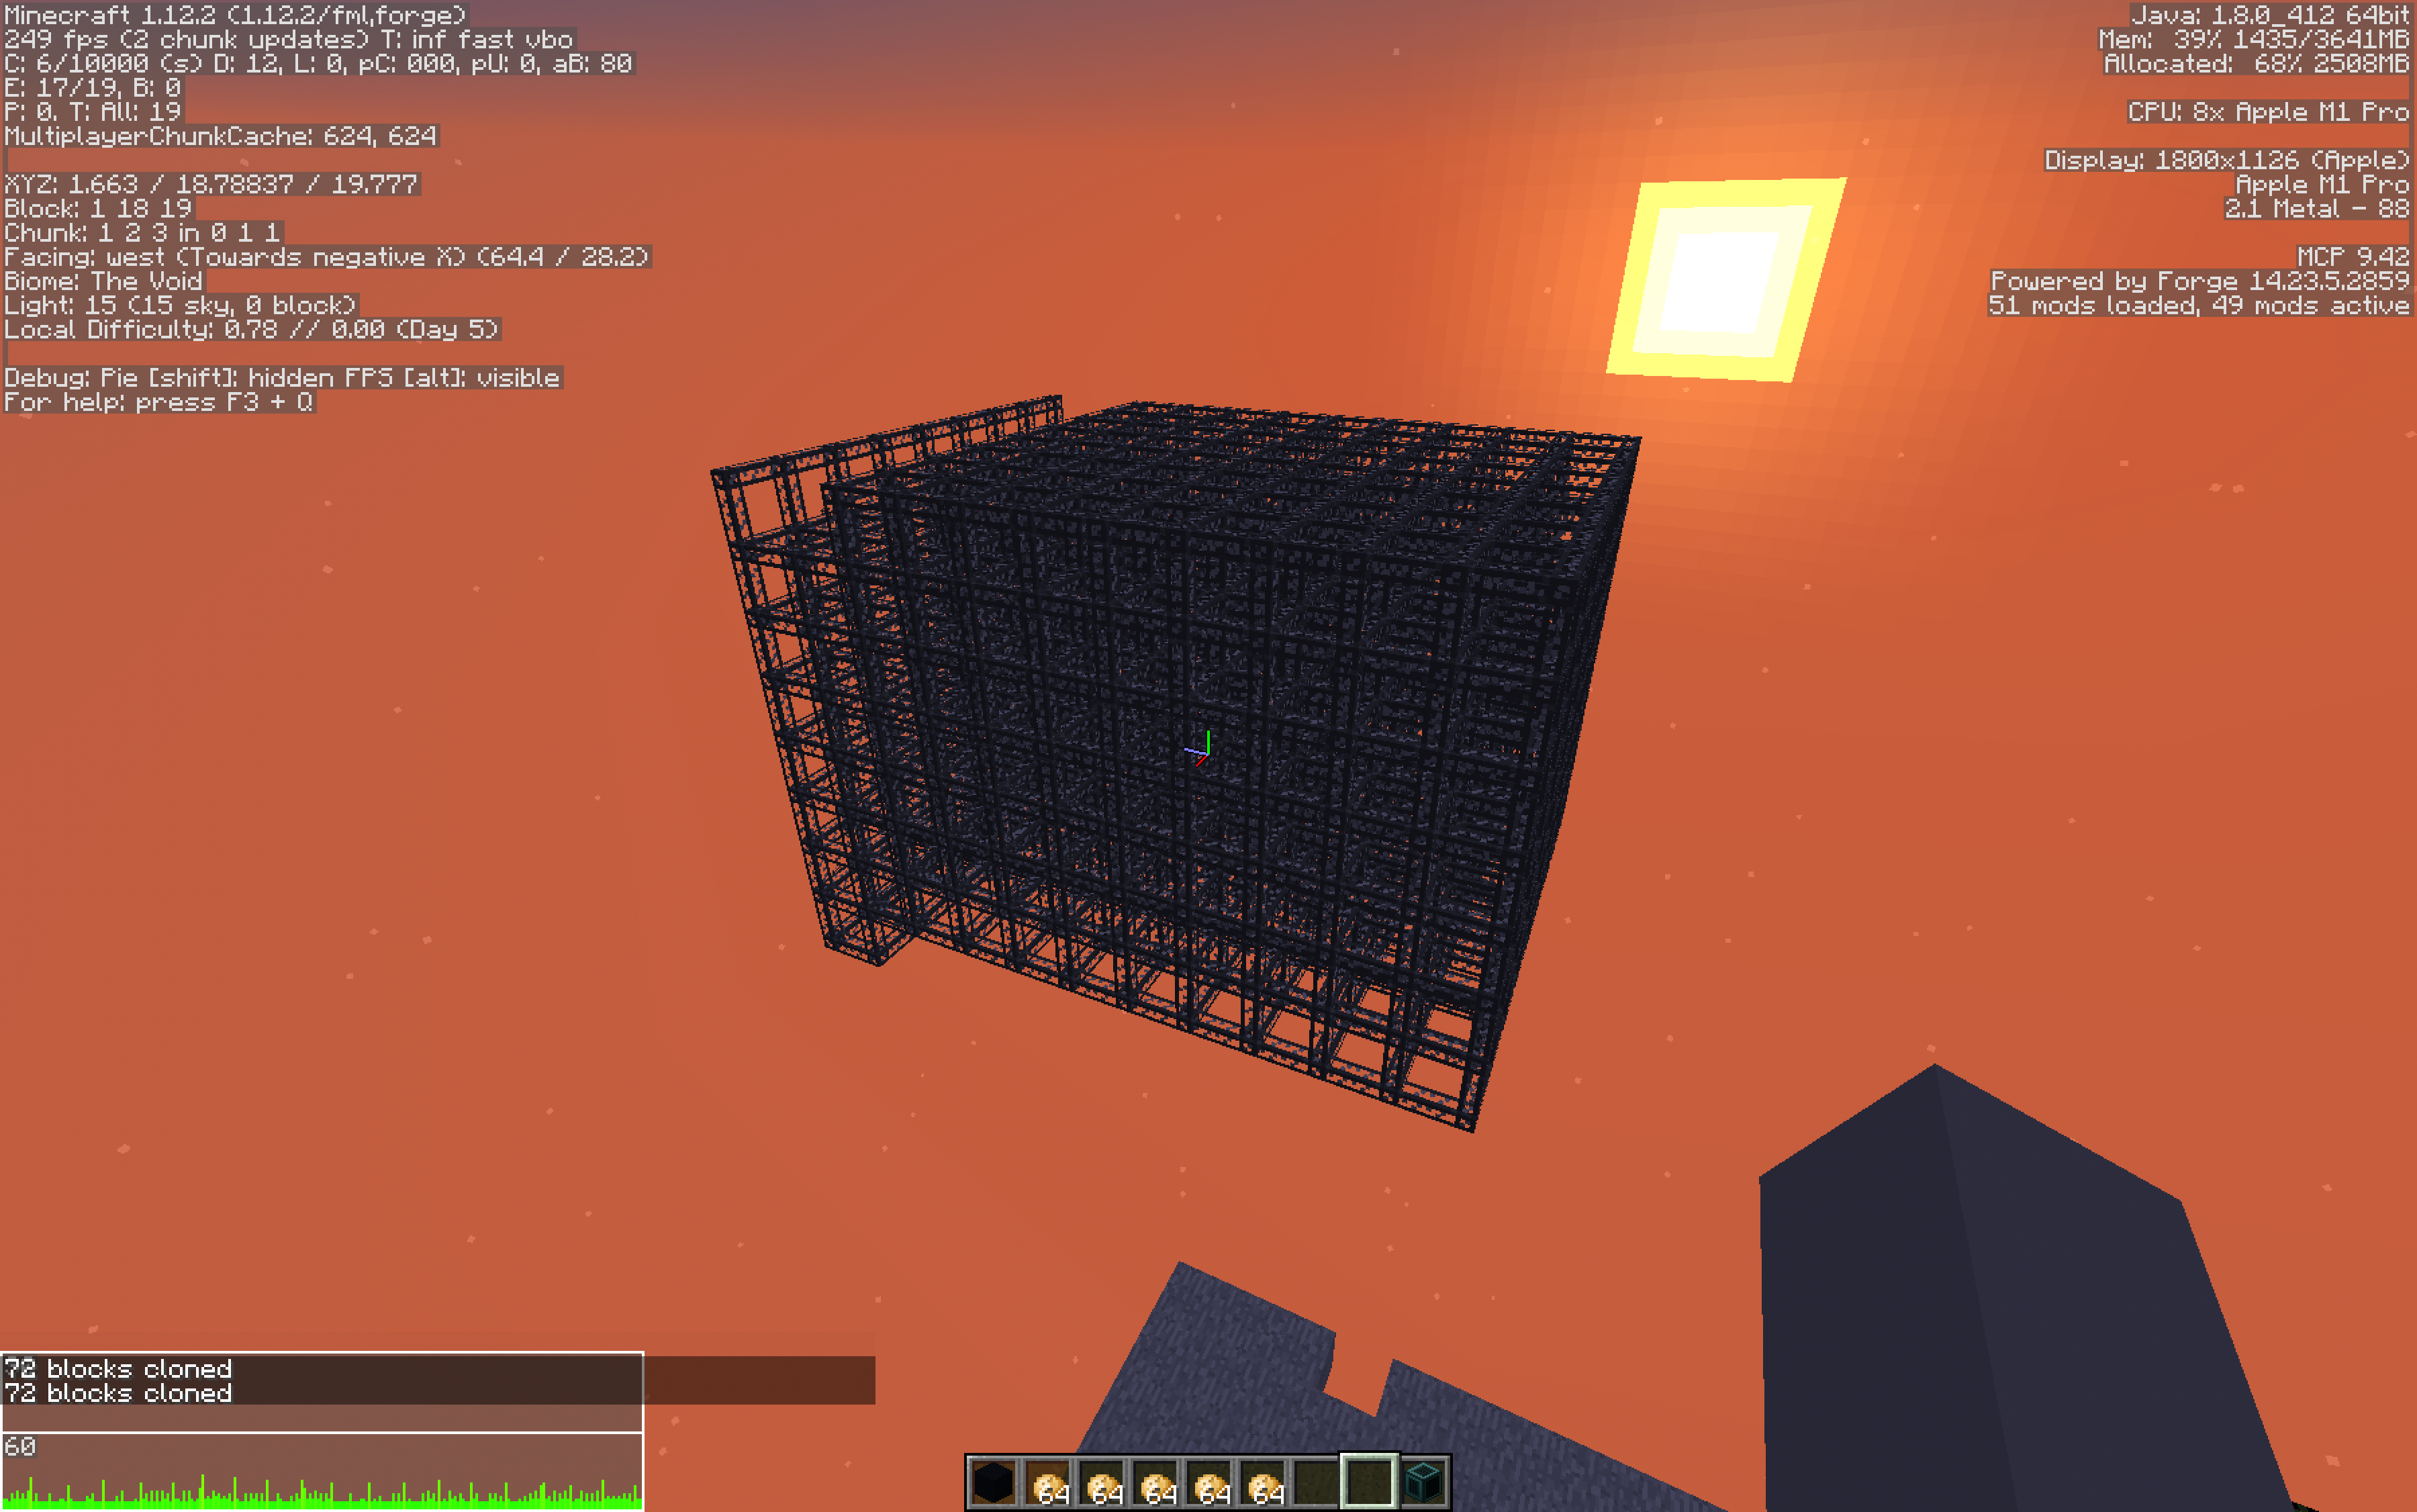 Minecraft 1.12.2 (1.12.2/fml,forge)
249 fps (2 chunk updates) T: inf fast vbo
C: 6/10000 (s) D: 12, L: 0, pC: 000, pU: 0, aB: 80
E: 17/19, B: 0
P: 0. T: All: 19
MultiplayerChunkCache: 624, 624
XYZ: 1.663 / 18.78837 / 19.777
Block: 1 18 19
Chunk: 1 2 3 in 0 1 1
Facing: west (Towards negative X) (64.4 / 28.2)
Biome: The Void
Light: 15 (15 sky, 0 block)
Local Difficulty: 0.78 // 0.00 (Day 5)
Debug: Pie [shift]: hidden FPS [alt]: visible
For help: press F3 + Q
Java: 1.8.0_412 64bit
Mem: 39% 1435/3641MB
Allocated: 68% 2508MB
CPU: 8x Apple M1 Pro
Display: 1800x1126 (Apple)
Apple M1 Pro
2.1 Metal - 88
MCP 9.42
Powered by Forge 14.23.5.2859
51 mods loaded, 49 mods active
72 blocks cloned
72 blocks cloned
60
64 64 64 64 64